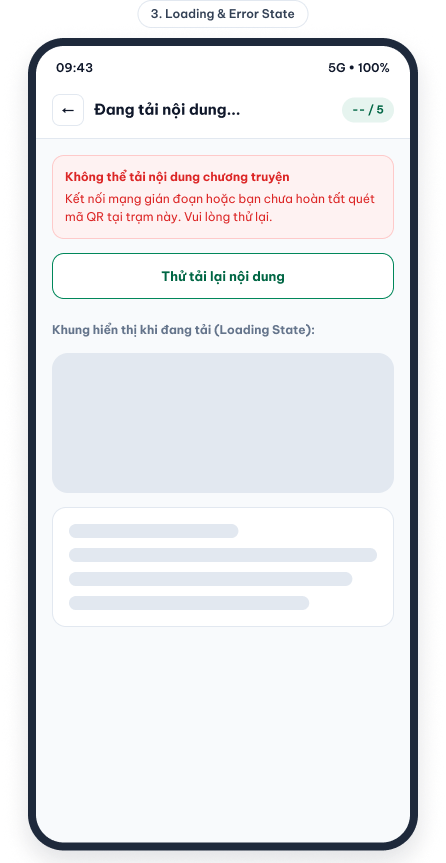 3. Loading & Error State
09:43
5G • 100%
← Đang tải nội dung...
-- / 5
Không thể tải nội dung chương truyện
Kết nối mạng gián đoạn hoặc bạn chưa hoàn tất quét
mã QR tại trạm này. Vui lòng thử lại.
Thử tải lại nội dung
Khung hiển thị khi đang tải (Loading State):